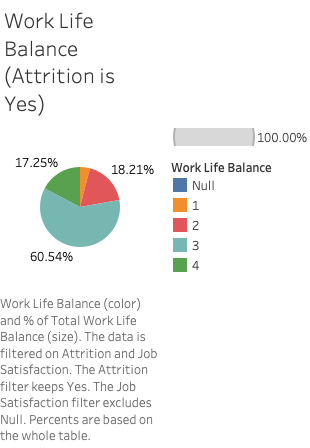 Work Life
Balance
(Attrition is
Yes)
100.00%
17.25%
18.21%
60.54%
Work Life Balance
Null
1
2
3
4
Work Life Balance (color)
and % of Total Work Life
Balance (size). The data is
filtered on Attrition and Job
Satisfaction. The Attrition
filter keeps Yes. The Job
Satisfaction filter excludes
Null. Percents are based on
the whole table.